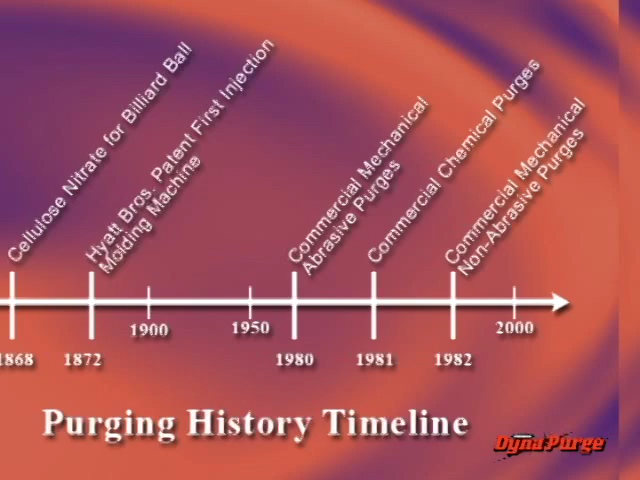 Cellulose Nitrate for Billiard Ball
Hyatt Bros. Patent First Injection
Molding Machine
Commercial Mechanical
Abrasive Purges
Commercial Chemical Purges
Commercial Mechanical
Non-Abrasive Purges
1900
1950
2000
1868
1872
1980
1981
1982
Purging History Timeline
Dyna Purge